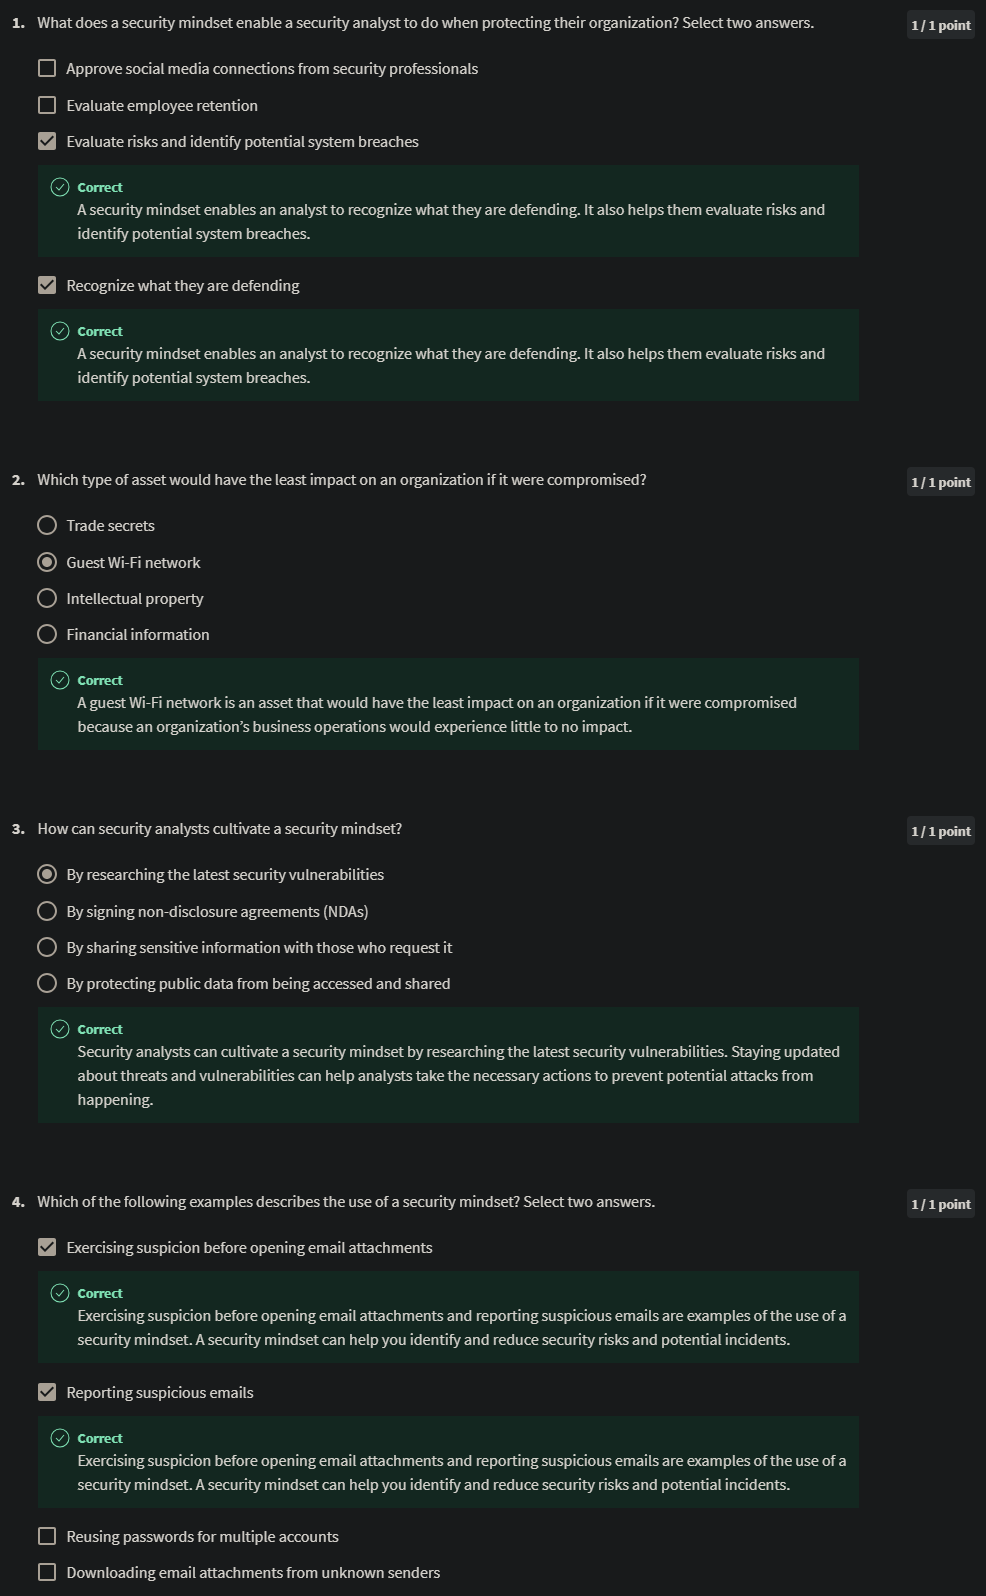 1. What does a security mindset enable a security analyst to do when protecting their organization? Select two answers.
1 / 1 point
Approve social media connections from security professionals
Evaluate employee retention
Evaluate risks and identify potential system breaches
Correct
A security mindset enables an analyst to recognize what they are defending. It also helps them evaluate risks and
identify potential system breaches.
Recognize what they are defending
Correct
A security mindset enables an analyst to recognize what they are defending. It also helps them evaluate risks and
identify potential system breaches.
2. Which type of asset would have the least impact on an organization if it were compromised?
1 / 1 point
Trade secrets
Guest Wi-Fi network
Intellectual property
Financial information
Correct
A guest Wi-Fi network is an asset that would have the least impact on an organization if it were compromised
because an organization’s business operations would experience little to no impact.
3. How can security analysts cultivate a security mindset?
1 / 1 point
By researching the latest security vulnerabilities
By signing non-disclosure agreements (NDAs)
By sharing sensitive information with those who request it
By protecting public data from being accessed and shared
Correct
Security analysts can cultivate a security mindset by researching the latest security vulnerabilities. Staying updated
about threats and vulnerabilities can help analysts take the necessary actions to prevent potential attacks from
happening.
4. Which of the following examples describes the use of a security mindset? Select two answers.
1 / 1 point
Exercising suspicion before opening email attachments
Correct
Exercising suspicion before opening email attachments and reporting suspicious emails are examples of the use of a
security mindset. A security mindset can help you identify and reduce security risks and potential incidents.
Reporting suspicious emails
Correct
Exercising suspicion before opening email attachments and reporting suspicious emails are examples of the use of a
security mindset. A security mindset can help you identify and reduce security risks and potential incidents.
Reusing passwords for multiple accounts
Downloading email attachments from unknown senders